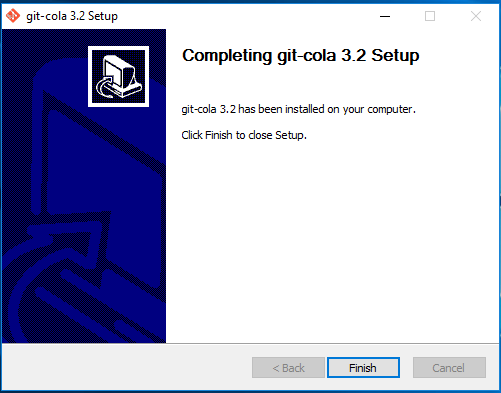 git-cola 3.2 Setup
Completing git-cola 3.2 Setup
git-cola 3.2 has been installed on your computer.
Click Finish to close Setup.
< Back
Finish
Cancel